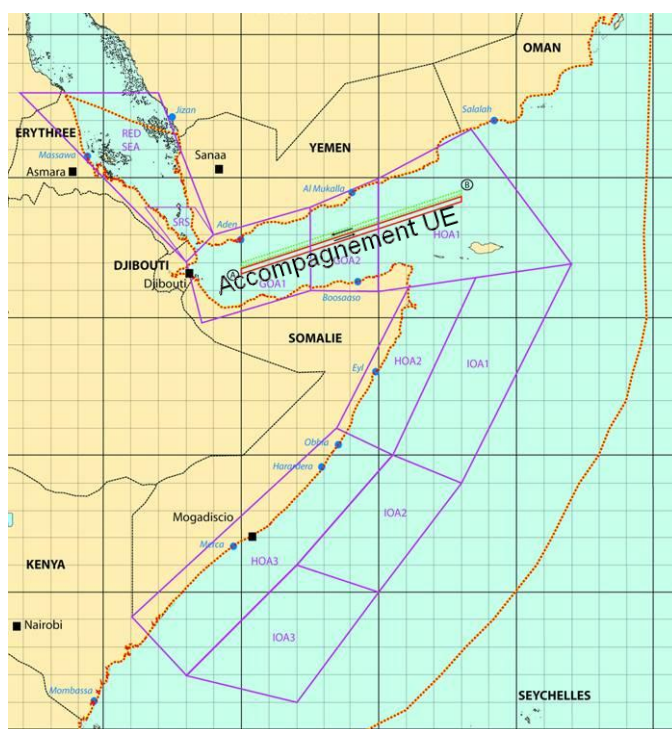 OMAN
Jizan
Salalah
ERYTHREE
RED
SEA
YEMEN
Massawa
Sanaa
Asmara
Al Mukalla
B
SRS
Aden
HOA1
Accompagnement UE
GOA2
DJIBOUTI
A
Djibouti
GOA1
Boosaaso
SOMALIE
HOA2
IOA1
Eyl
Obbia
Harardera
IOA2
Mogadiscio
Merca
HOA3
KENYA
Nairobi
IOA3
Mombassa
SEYCHELLES